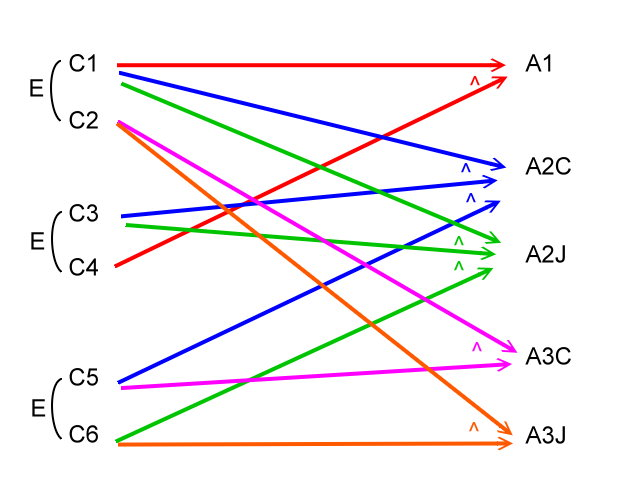 C1 A1
E
C2
^
^ A2C
^
C3
E
^ A2J
C4 ^
^ A3C
C5
E
C6 ^ A3J